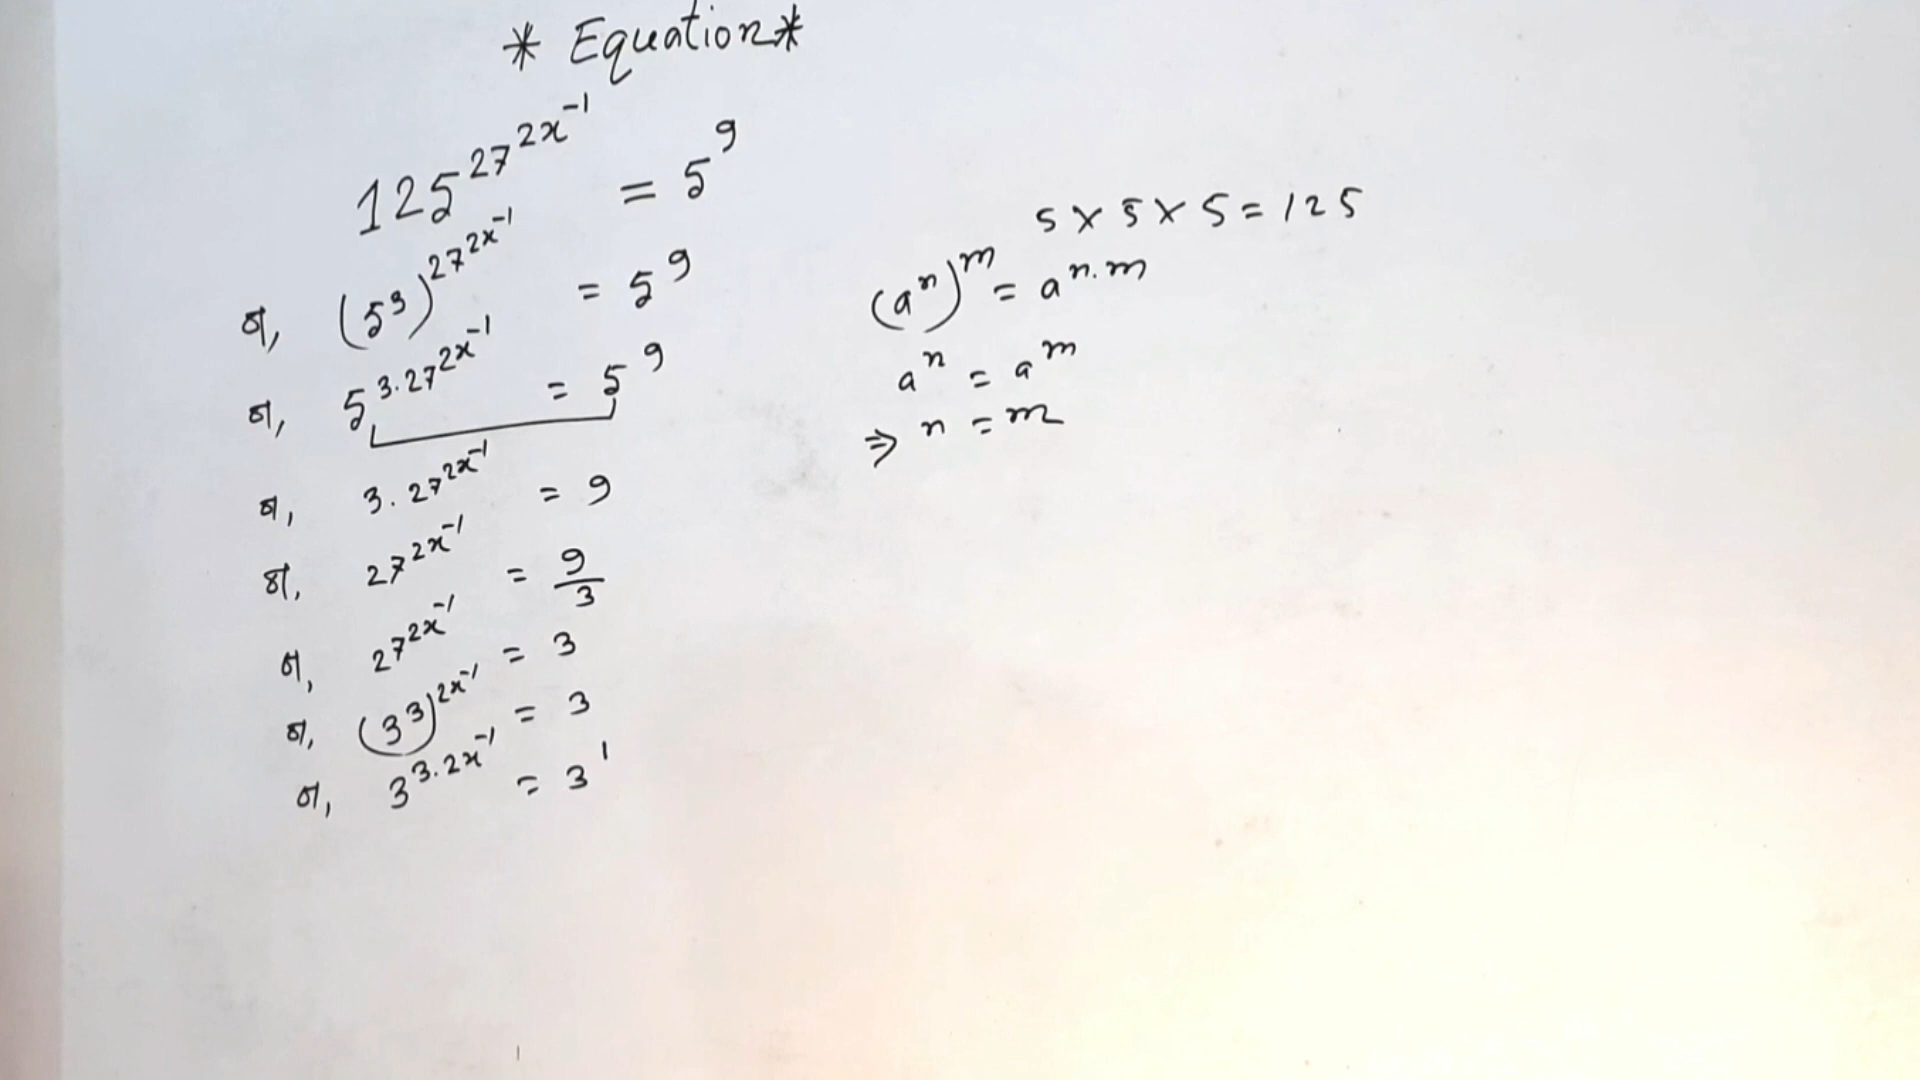 * Equation *
125^27^2x^-1 = 5^9
বা, (5^3)^27^2x^-1 = 5^9
বা, 5^3.27^2x^-1 = 5^9
বা, 3.27^2x^-1 = 9
বা, 27^2x^-1 = 9/3
বা, 27^2x^-1 = 3
বা, (3^3)^2x^-1 = 3
বা, 3^3.2x^-1 = 3^1
5 × 5 × 5 = 125
(a^n)^m = a^n.m
a^n = a^m
⇒ n = m